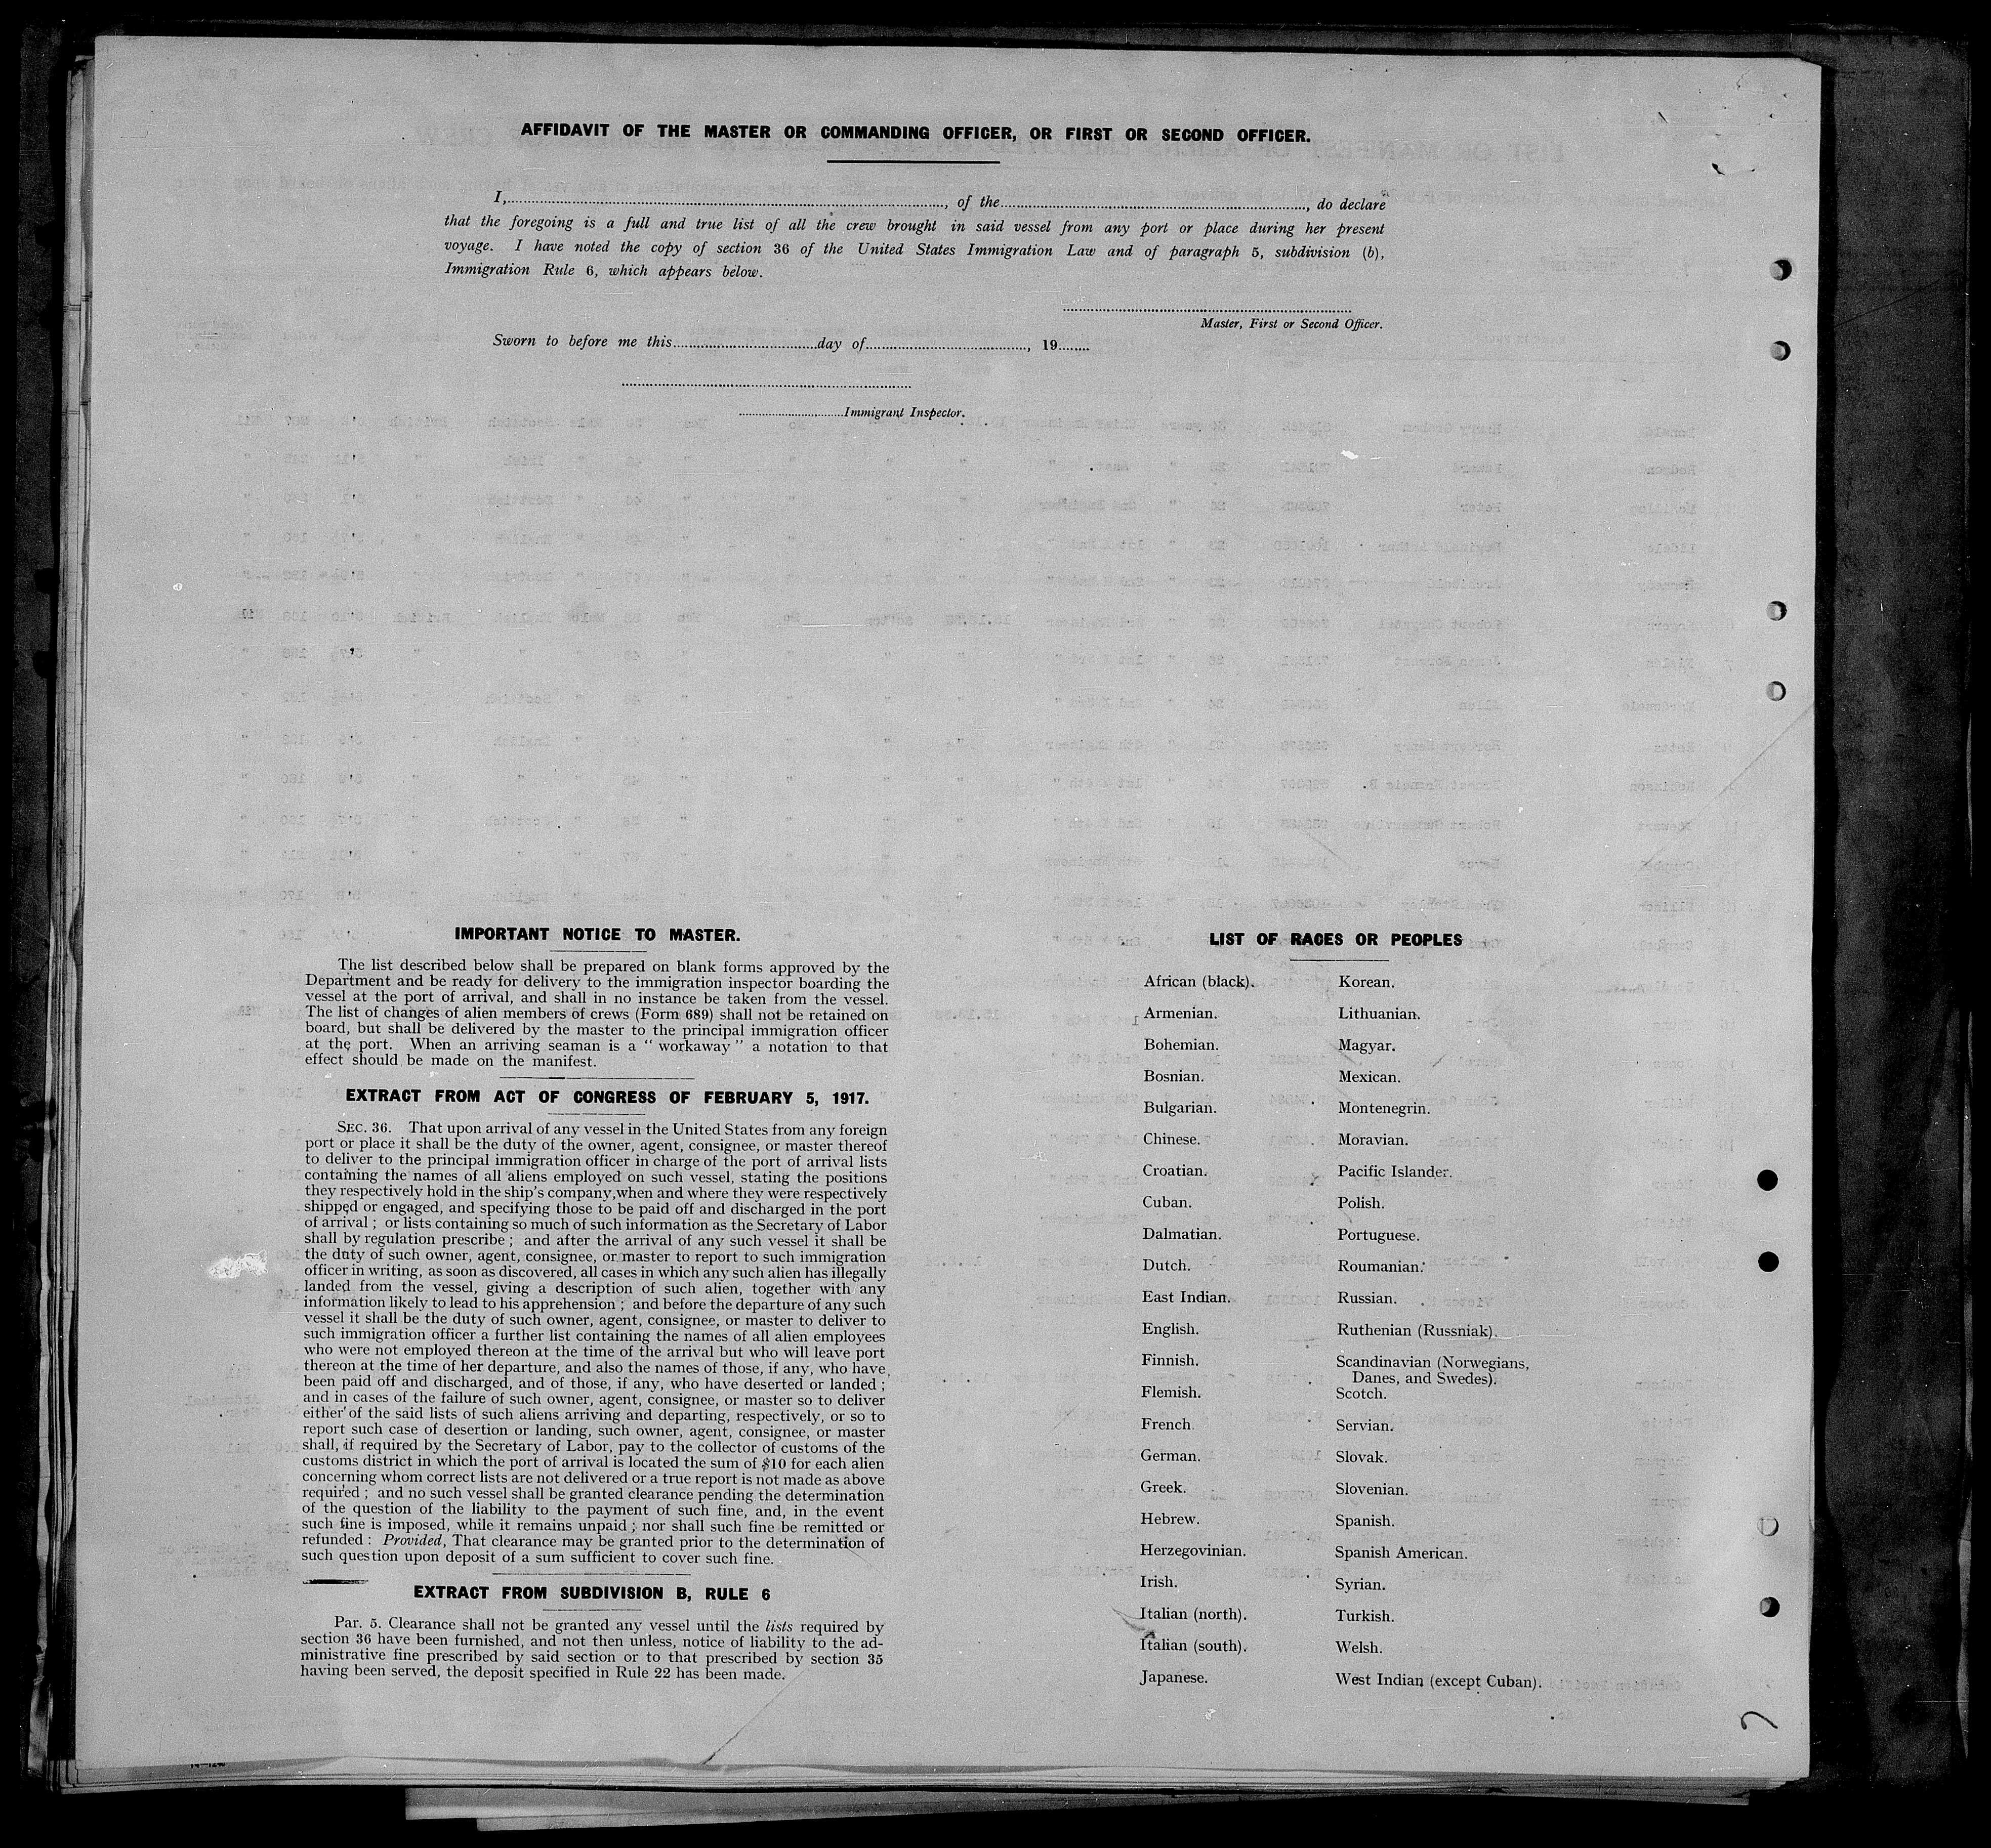 AFFIDAVIT OF THE MASTER OR COMMANDING OFFICER, OR FIRST OR SECOND OFFICER.
I,........, of the........, do declare
that the foregoing is a full and true list of all the crew brought in said vessel from any port or place during her present
voyage. I have noted the copy of section 36 of the United States Immigration Law and of paragraph 5, subdivision (b),
Immigration Rule 6, which appears below.
Master, First or Second Officer.
Sworn to before me this........day of........, 19........
........Immigrant Inspector.
IMPORTANT NOTICE TO MASTER.
The list described below shall be prepared on blank forms approved by the
Department and be ready for delivery to the immigration inspector boarding the
vessel at the port of arrival, and shall in no instance be taken from the vessel.
The list of changes of alien members of crews (Form 689) shall not be retained on
board, but shall be delivered by the master to the principal immigration officer
at the port. When an arriving seaman is a " workaway " a notation to that
effect should be made on the manifest.
EXTRACT FROM ACT OF CONGRESS OF FEBRUARY 5, 1917.
SEC. 36. That upon arrival of any vessel in the United States from any foreign
port or place it shall be the duty of the owner, agent, consignee, or master thereof
to deliver to the principal immigration officer in charge of the port of arrival lists
containing the names of all aliens employed on such vessel, stating the positions
they respectively hold in the ship's company,when and where they were respectively
shipped or engaged, and specifying those to be paid off and discharged in the port
of arrival ; or lists containing so much of such information as the Secretary of Labor
shall by regulation prescribe ; and after the arrival of any such vessel it shall be
the duty of such owner, agent, consignee, or master to report to such immigration
officer in writing, as soon as discovered, all cases in which any such alien has illegally
landed from the vessel, giving a description of such alien, together with any
information likely to lead to his apprehension ; and before the departure of any such
vessel it shall be the duty of such owner, agent, consignee, or master to deliver to
such immigration officer a further list containing the names of all alien employees
who were not employed thereon at the time of the arrival but who will leave port
thereon at the time of her departure, and also the names of those, if any, who have
been paid off and discharged, and of those, if any, who have deserted or landed ;
and in cases of the failure of such owner, agent, consignee, or master so to deliver
either of the said lists of such aliens arriving and departing, respectively, or so to
report such case of desertion or landing, such owner, agent, consignee, or master
shall, if required by the Secretary of Labor, pay to the collector of customs of the
customs district in which the port of arrival is located the sum of $10 for each alien
concerning whom correct lists are not delivered or a true report is not made as above
required ; and no such vessel shall be granted clearance pending the determination
of the question of the liability to the payment of such fine, and, in the event
such fine is imposed, while it remains unpaid ; nor shall such fine be remitted or
refunded : Provided, That clearance may be granted prior to the determination of
such question upon deposit of a sum sufficient to cover such fine.
EXTRACT FROM SUBDIVISION B, RULE 6
Par. 5. Clearance shall not be granted any vessel until the lists required by
section 36 have been furnished, and not then unless, notice of liability to the ad-
ministrative fine prescribed by said section or to that prescribed by section 35
having been served, the deposit specified in Rule 22 has been made.
LIST OF RACES OR PEOPLES
African (black).
Armenian.
Bohemian.
Bosnian.
Bulgarian.
Chinese.
Croatian.
Cuban.
Dalmatian.
Dutch.
East Indian.
English.
Finnish.
Flemish.
French
German.
Greek.
Hebrew.
Herzegovinian.
Irish.
Italian (north).
Italian (south).
Japanese.
Korean.
Lithuanian.
Magyar.
Mexican.
Montenegrin.
Moravian.
Pacific Islander.
Polish.
Portuguese.
Roumanian.
Russian.
Ruthenian (Russniak).
Scandinavian (Norwegians,
Danes, and Swedes).
Scotch.
Servian.
Slovak.
Slovenian.
Spanish.
Spanish American.
Syrian.
Turkish.
Welsh.
West Indian (except Cuban).